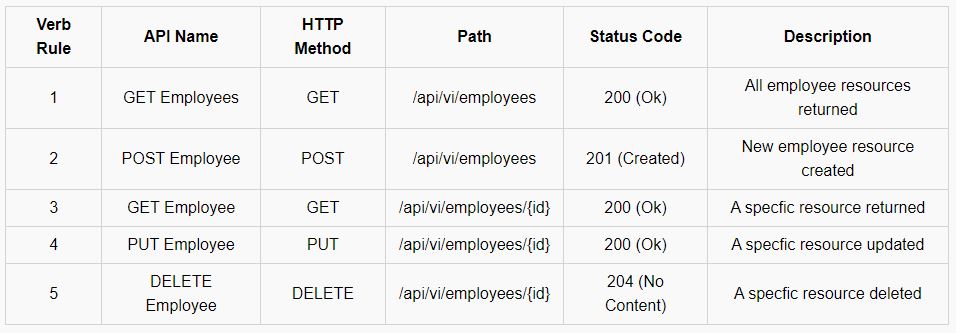 Verb Rule API Name HTTP Method Path Status Code Description
1 GET Employees GET /api/vi/employees 200 (Ok) All employee resources returned
2 POST Employee POST /api/vi/employees 201 (Created) New employee resource created
3 GET Employee GET /api/vi/employees/{id} 200 (Ok) A specfic resource returned
4 PUT Employee PUT /api/vi/employees/{id} 200 (Ok) A specfic resource updated
5 DELETE Employee DELETE /api/vi/employees/{id} 204 (No Content) A specfic resource deleted